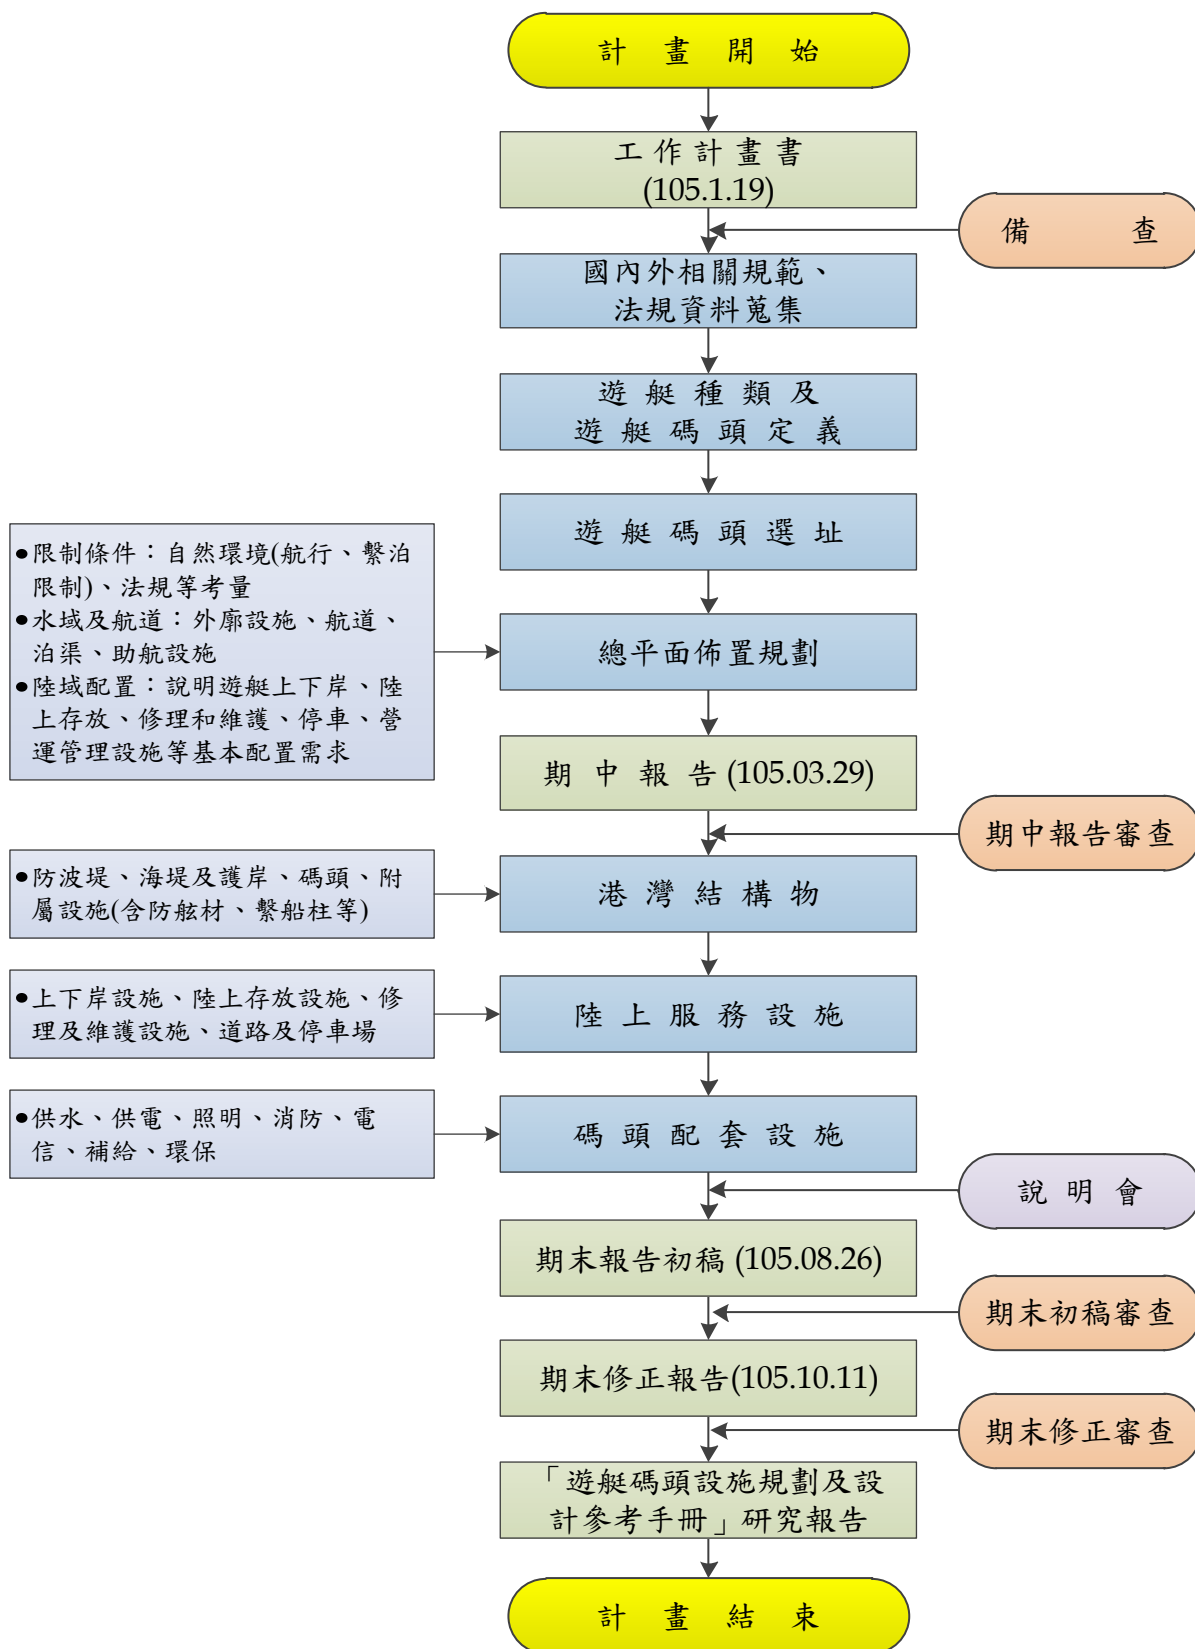 計畫開始
工作計畫書
(105.1.19)
備查
國內外相關規範、
法規資料蒐集
遊艇種類及
遊艇碼頭定義
遊艇碼頭選址
●限制條件：自然環境(航行、繫泊
限制)、法規等考量
●水域及航道：外廓設施、航道、
泊渠、助航設施
●陸域配置：說明遊艇上下岸、陸
上存放、修理和維護、停車、營
運管理設施等基本配置需求
總平面佈置規劃
期中報告(105.03.29)
期中報告審查
●防波堤、海堤及護岸、碼頭、附
屬設施(含防舷材、繫船柱等)
港灣結構物
●上下岸設施、陸上存放設施、修
理及維護設施、道路及停車場
陸上服務設施
●供水、供電、照明、消防、電
信、補給、環保
碼頭配套設施
說明會
期末報告初稿(105.08.26)
期末初稿審查
期末修正報告(105.10.11)
期末修正審查
「遊艇碼頭設施規劃及設
計參考手冊」研究報告
計畫結束